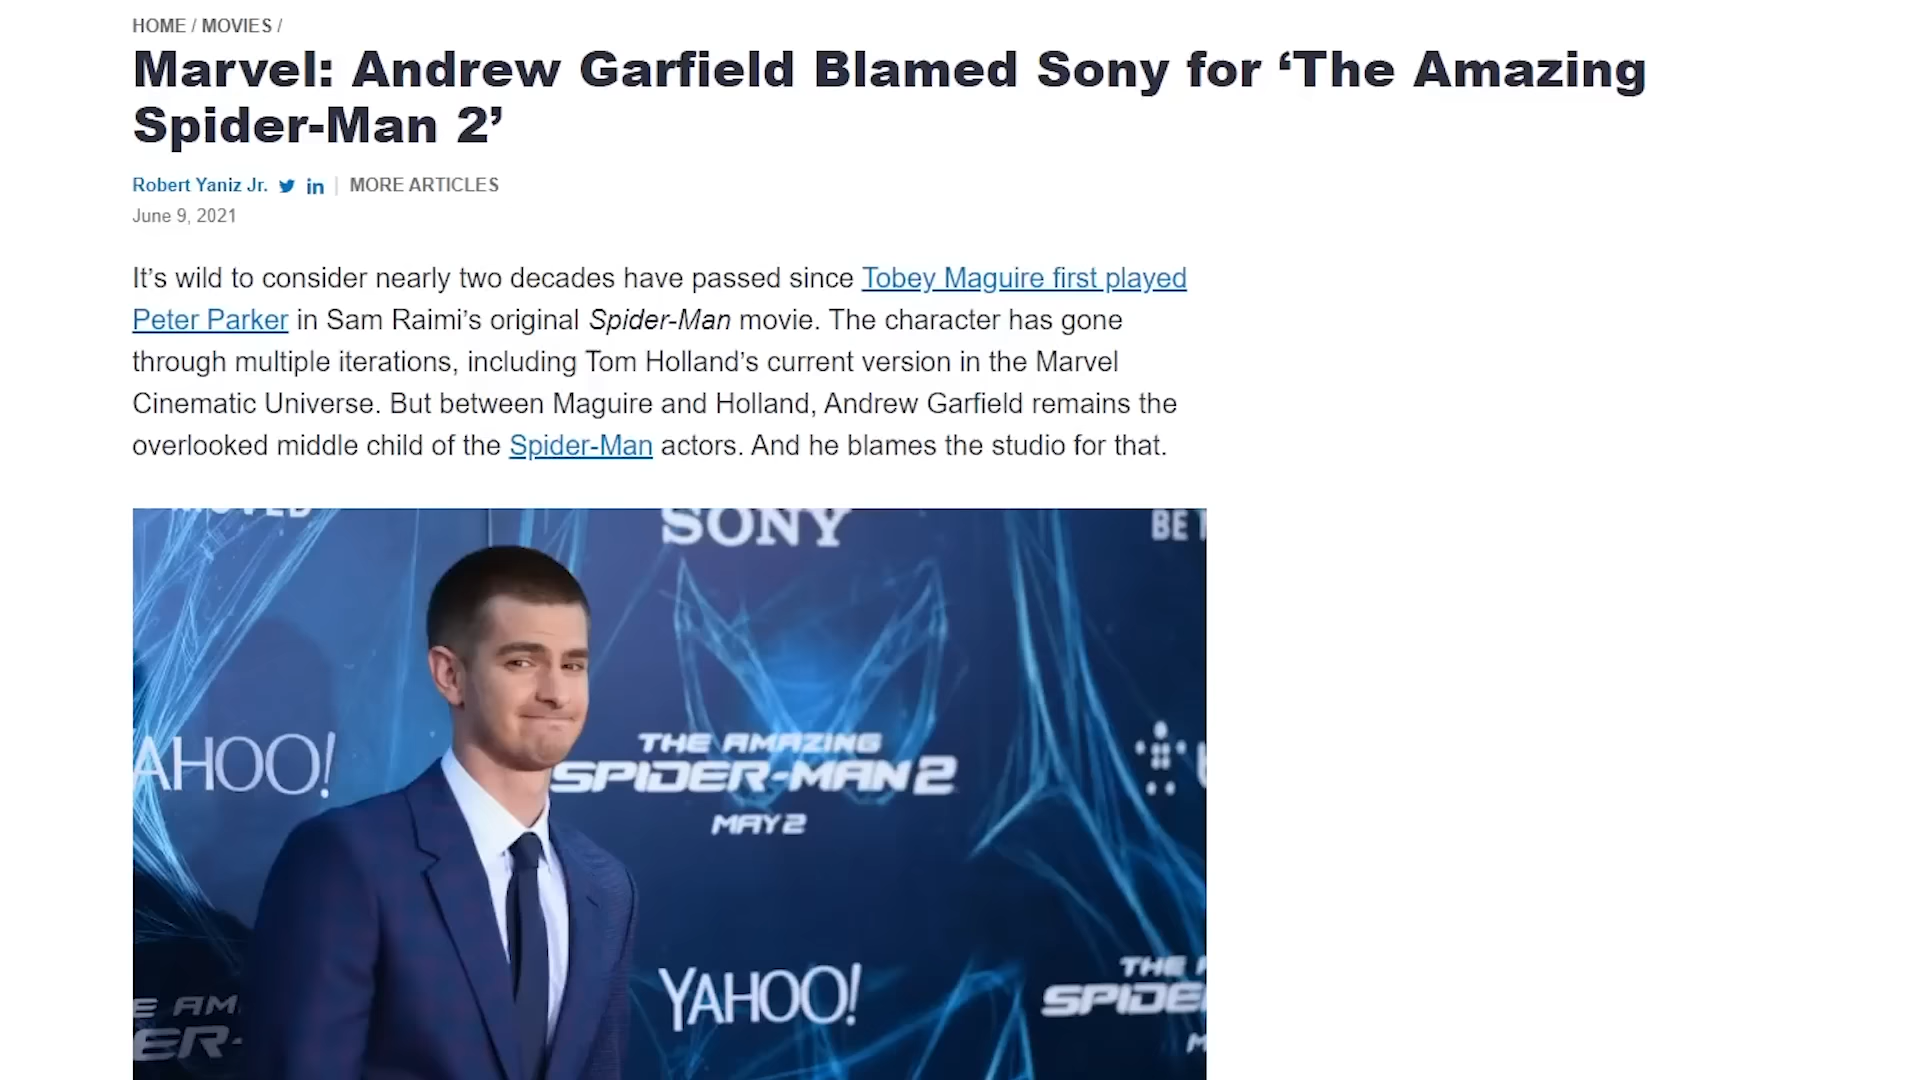 HOME / MOVIES /
Marvel: Andrew Garfield Blamed Sony for ‘The Amazing
Spider-Man 2’
Robert Yaniz Jr. in | MORE ARTICLES
June 9, 2021
It’s wild to consider nearly two decades have passed since Tobey Maguire first played
Peter Parker in Sam Raimi’s original Spider-Man movie. The character has gone
through multiple iterations, including Tom Holland’s current version in the Marvel
Cinematic Universe. But between Maguire and Holland, Andrew Garfield remains the
overlooked middle child of the Spider-Man actors. And he blames the studio for that.
SONY
BE
AHOO!
THE AMAZING
SPIDER-MAN 2
MAY 2
YAHOO!
THE
SPIDE
E AM
ER-